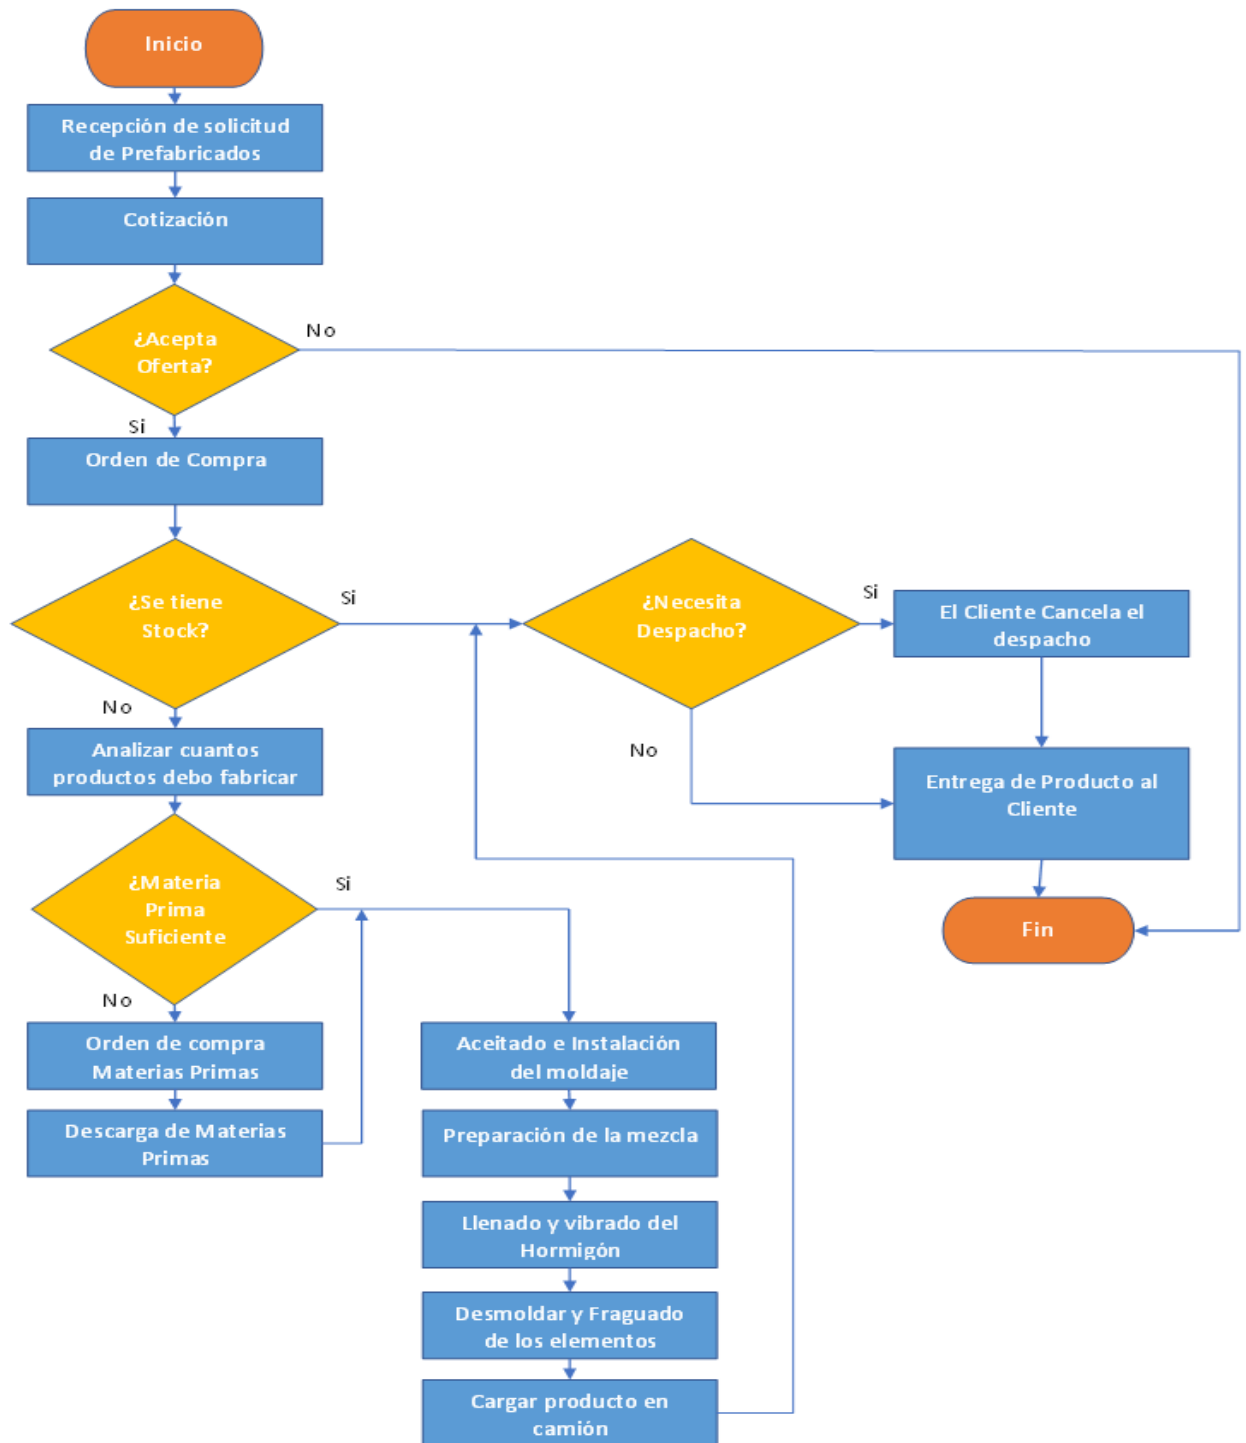 Inicio
Recepción de solicitud
de Prefabricados
Cotización
¿Acepta
Oferta?
No
Si
Orden de Compra
¿Se tiene
Stock?
Si
¿Necesita
Despacho?
Si
El Cliente Cancela el
despacho
No
Analizar cuantos
productos debo fabricar
No
Entrega de Producto al
Cliente
¿Materia
Prima
Suficiente
Si
Fin
No
Orden de compra
Materias Primas
Aceitado e Instalación
del moldaje
Descarga de Materias
Primas
Preparación de la mezcla
Llenado y vibrado del
Hormigón
Desmoldar y Fraguado
de los elementos
Cargar producto en
camión